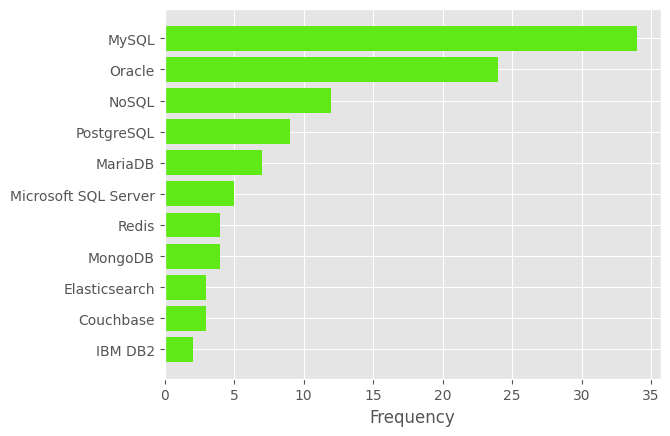 MySQL
Oracle
NoSQL
PostgreSQL
MariaDB
Microsoft SQL Server
Redis
MongoDB
Elasticsearch
Couchbase
IBM DB2
0 5 10 15 20 25 30 35
Frequency